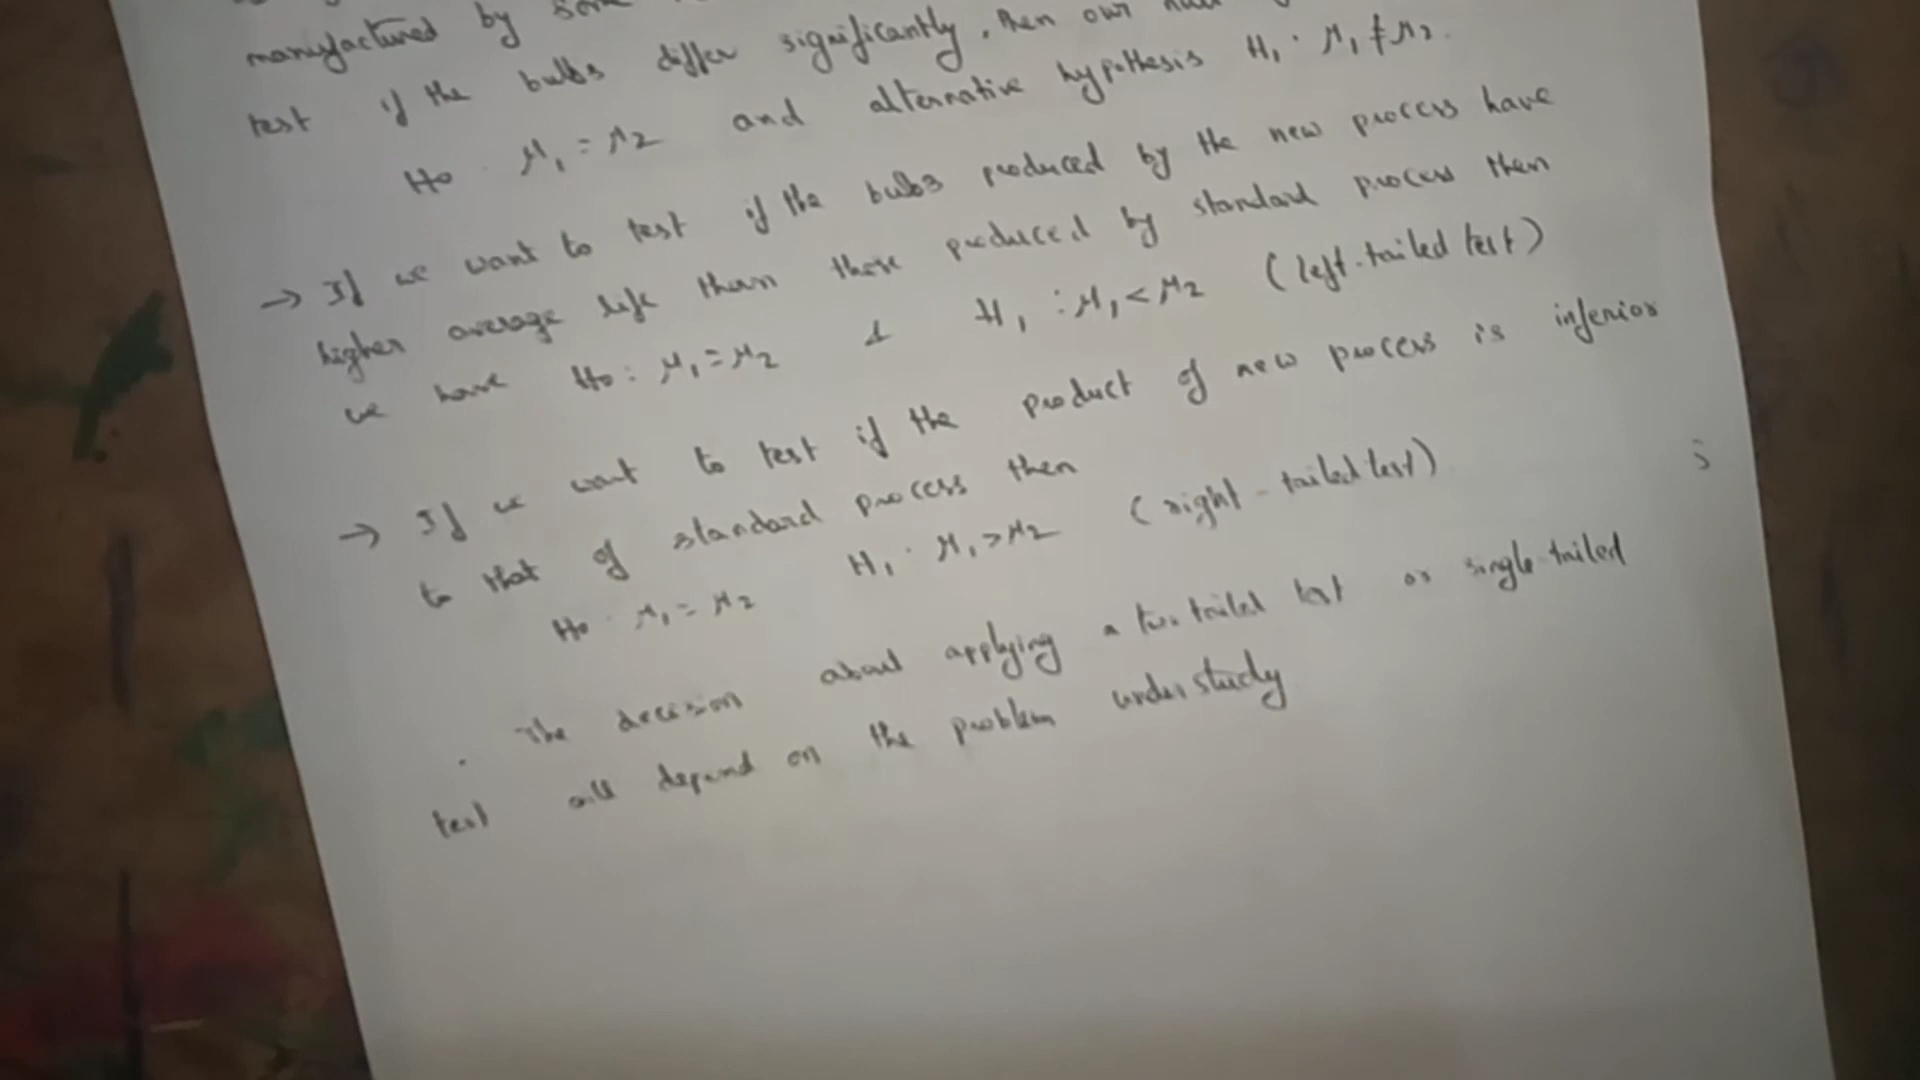 manufactured by some
test if the bulbs differ significantly, then our null
H₀ : μ₁ = μ₂ and alternative hypothesis H₁ : μ₁ ≠ μ₂.
→ If we want to test if the bulbs produced by the new process have
higher average life than those produced by standard process then
we have H₀ : μ₁ = μ₂ & H₁ : μ₁ < μ₂ (left-tailed test)
→ If we want to test if the product of new process is inferior
to that of standard process then
H₀ : μ₁ = μ₂ H₁ : μ₁ > μ₂ (right-tailed test)
. The decision about applying a two tailed test or single-tailed
test will depend on the problem under study